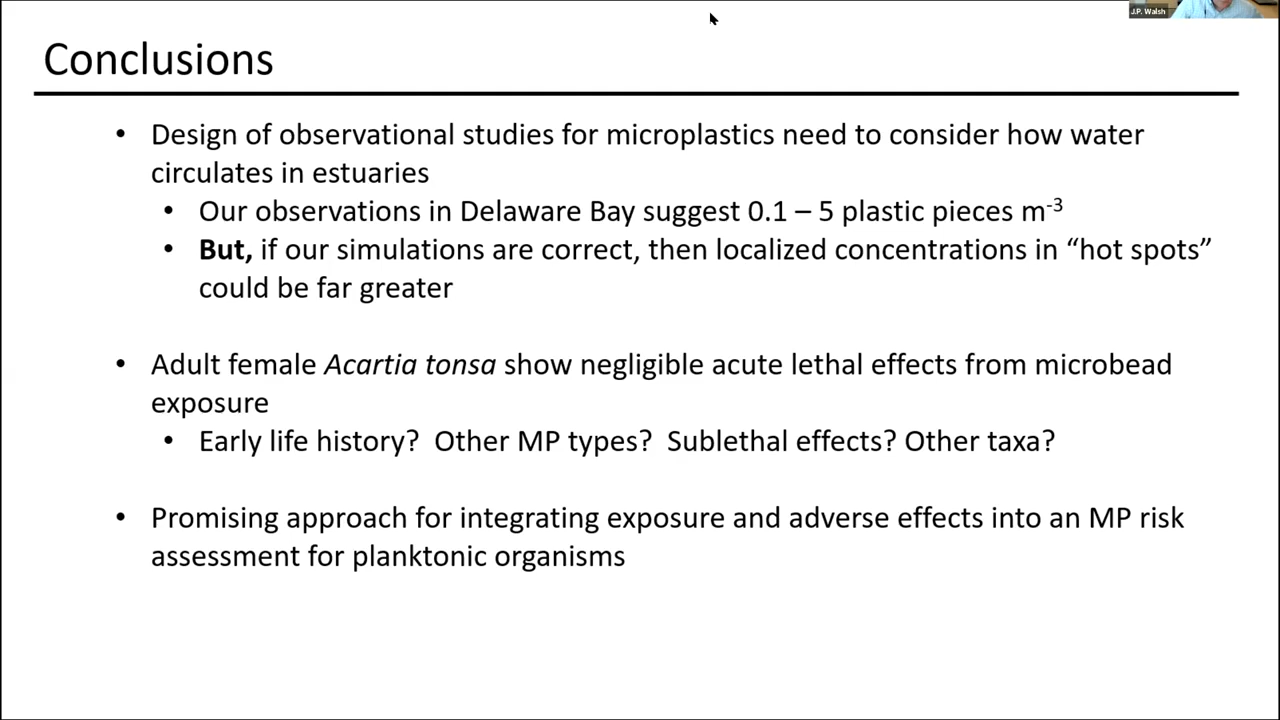 J.P. Walsh
Conclusions
• Design of observational studies for microplastics need to consider how water
circulates in estuaries
• Our observations in Delaware Bay suggest 0.1 – 5 plastic pieces m⁻³
• But, if our simulations are correct, then localized concentrations in “hot spots”
could be far greater
• Adult female Acartia tonsa show negligible acute lethal effects from microbead
exposure
• Early life history?  Other MP types?  Sublethal effects? Other taxa?
• Promising approach for integrating exposure and adverse effects into an MP risk
assessment for planktonic organisms